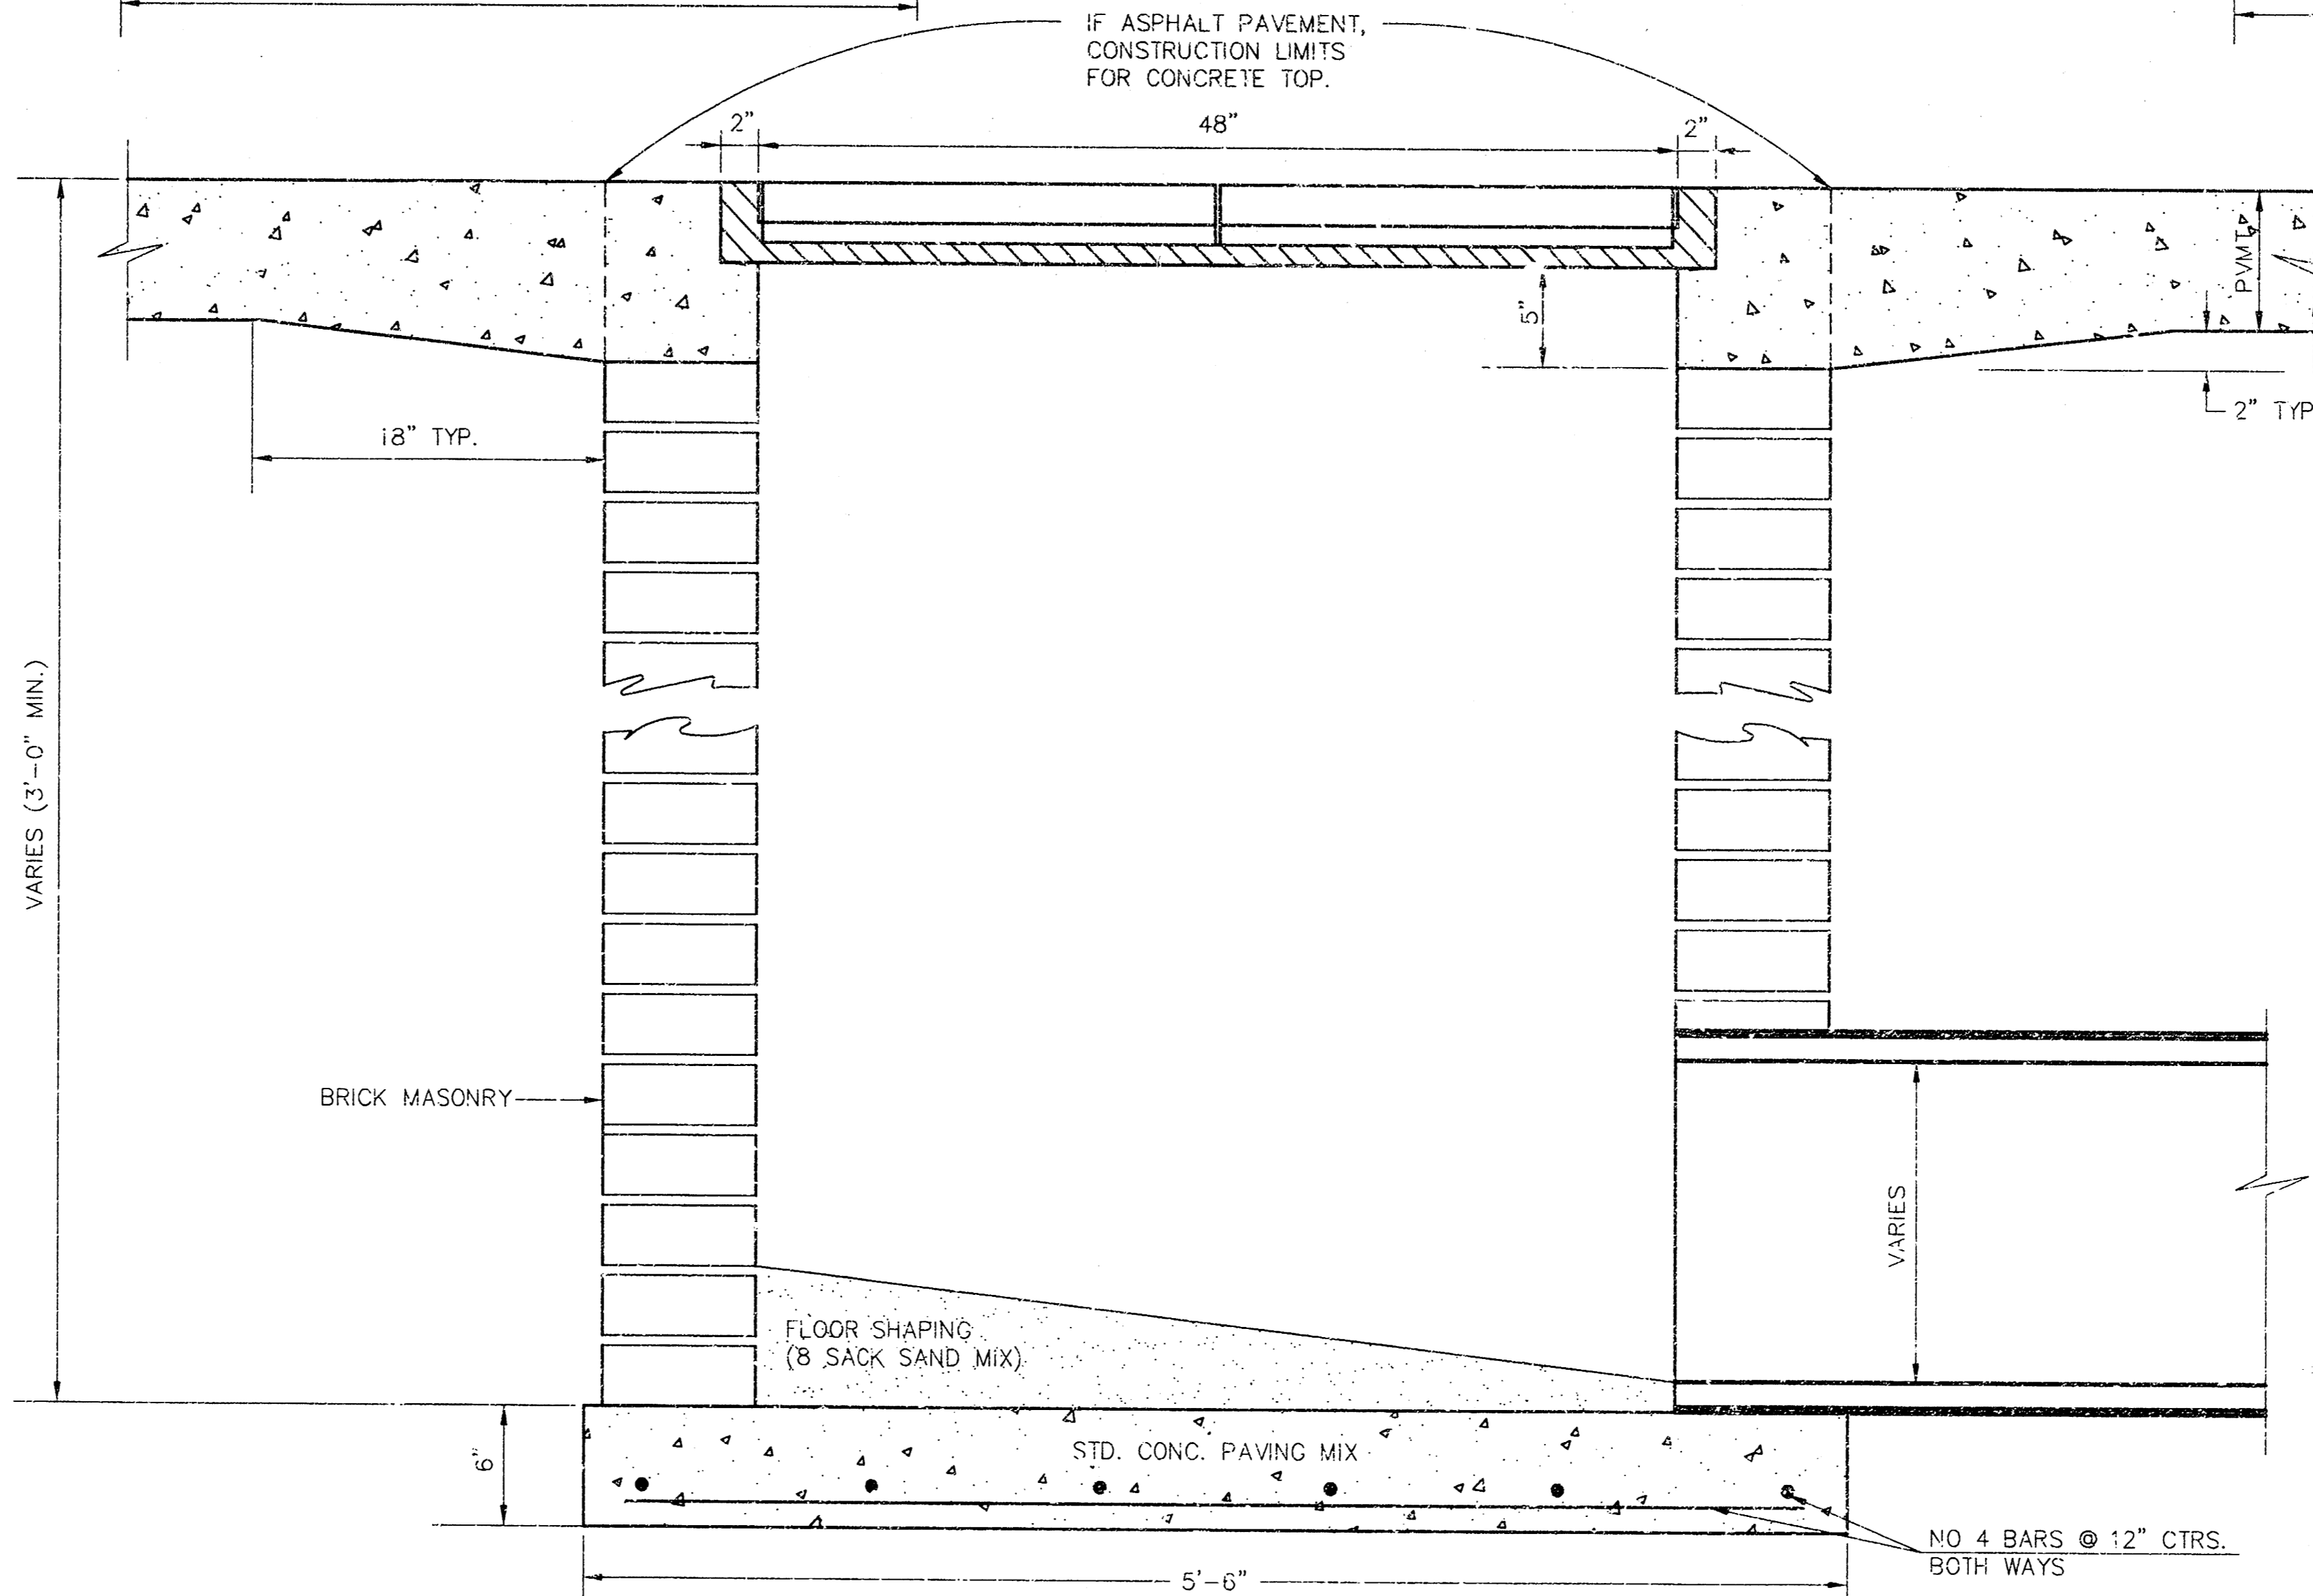 IF ASPHALT PAVEMENT,
CONSTRUCTION LIMITS
FOR CONCRETE TOP.
2"
48"
2"
PVMT.
5"
2" TYP
18" TYP.
VARIES (3'-0" MIN.)
BRICK MASONRY
VARIES
FLOOR SHAPING
(8 SACK SAND MIX)
STD. CONC. PAVING MIX
6"
NO 4 BARS @ 12" CTRS.
BOTH WAYS
5'-6"